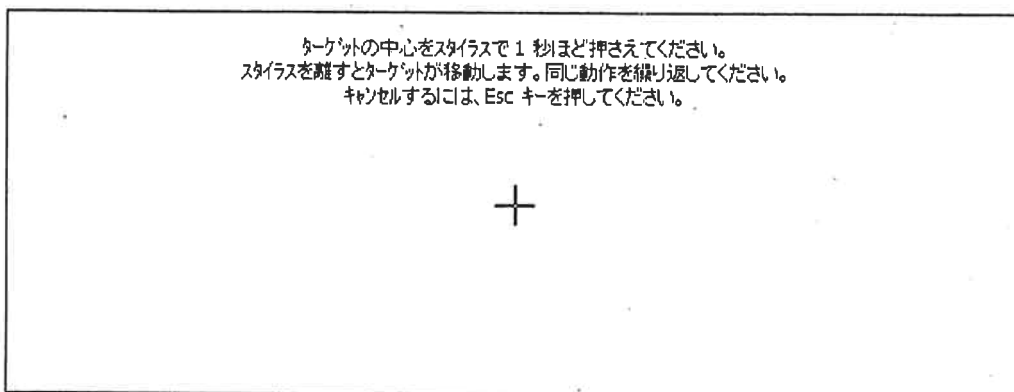 ターゲットの中心をスタイラスで 1 秒ほど押さえてください。
スタイラスを離すとターゲットが移動します。同じ動作を繰り返してください。
キャンセルするには、Esc キーを押してください。